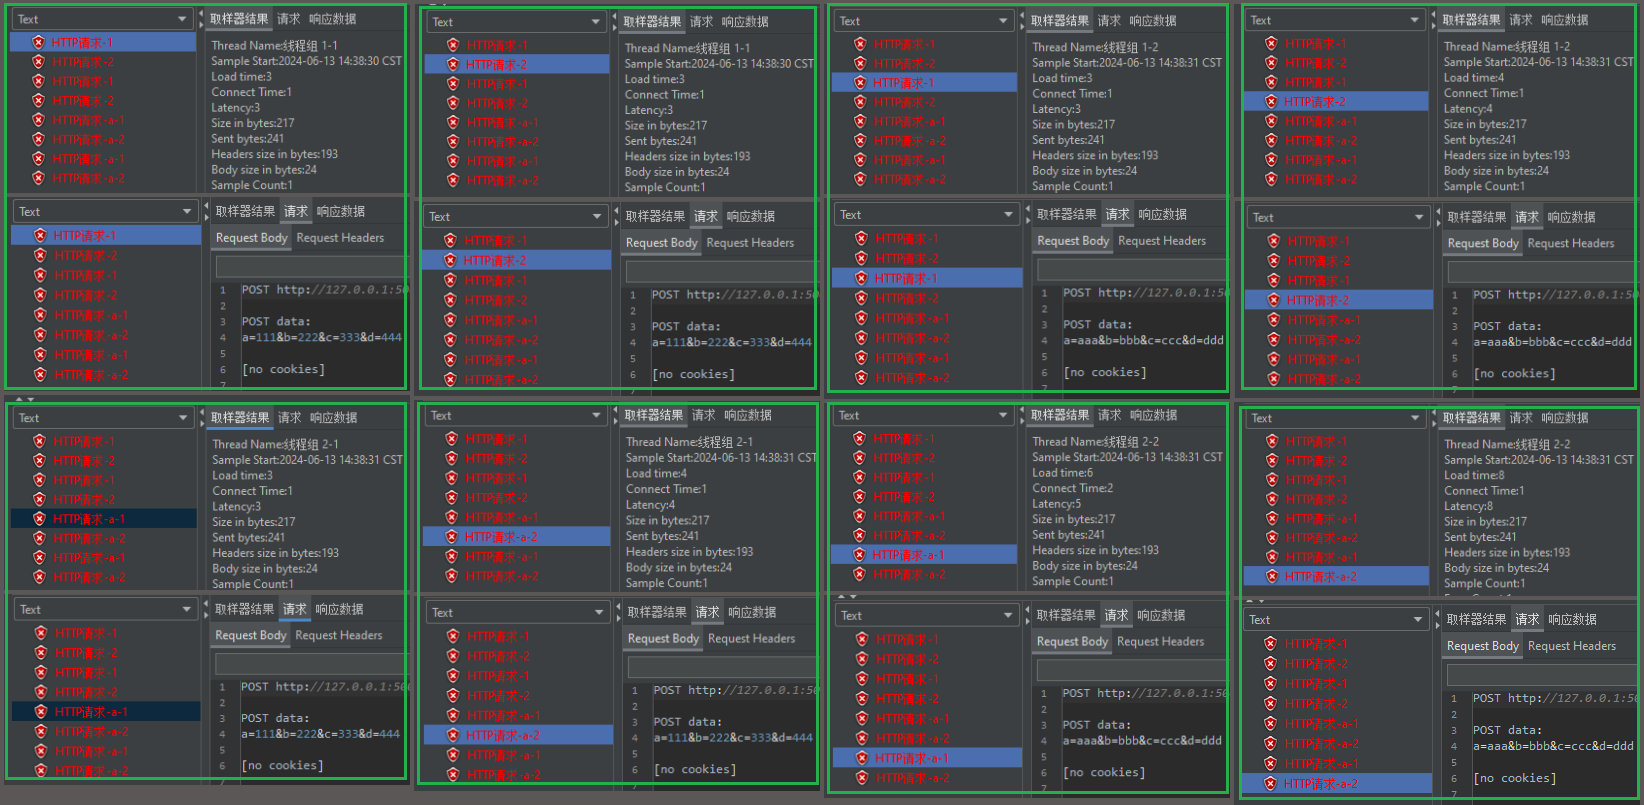 Text
HTTP请求-1
HTTP请求-2
HTTP请求-1
HTTP请求-2
HTTP请求-a-1
HTTP请求-a-2
HTTP请求-a-1
HTTP请求-a-2
取样器结果 请求 响应数据
Thread Name:线程组 1-1
Sample Start:2024-06-13 14:38:30 CST
Load time:3
Connect Time:1
Latency:3
Size in bytes:217
Sent bytes:241
Headers size in bytes:193
Body size in bytes:24
Sample Count:1
Text
HTTP请求-1
HTTP请求-2
HTTP请求-1
HTTP请求-2
HTTP请求-a-1
HTTP请求-a-2
HTTP请求-a-1
HTTP请求-a-2
取样器结果 请求 响应数据
Request Body Request Headers
1 POST http://127.0.0.1:50
2
3 POST data:
4 a=111&b=222&c=333&d=444
5
6 [no cookies]
7
Text
HTTP请求-1
HTTP请求-2
HTTP请求-1
HTTP请求-2
HTTP请求-a-1
HTTP请求-a-2
HTTP请求-a-1
HTTP请求-a-2
取样器结果 请求 响应数据
Thread Name:线程组 1-1
Sample Start:2024-06-13 14:38:30 CST
Load time:3
Connect Time:1
Latency:3
Size in bytes:217
Sent bytes:241
Headers size in bytes:193
Body size in bytes:24
Sample Count:1
Text
HTTP请求-1
HTTP请求-2
HTTP请求-1
HTTP请求-2
HTTP请求-a-1
HTTP请求-a-2
HTTP请求-a-1
HTTP请求-a-2
取样器结果 请求 响应数据
Request Body Request Headers
1 POST http://127.0.0.1:50
2
3 POST data:
4 a=111&b=222&c=333&d=444
5
6 [no cookies]
Text
HTTP请求-1
HTTP请求-2
HTTP请求-1
HTTP请求-2
HTTP请求-a-1
HTTP请求-a-2
HTTP请求-a-1
HTTP请求-a-2
取样器结果 请求 响应数据
Thread Name:线程组 1-2
Sample Start:2024-06-13 14:38:31 CST
Load time:3
Connect Time:1
Latency:3
Size in bytes:217
Sent bytes:241
Headers size in bytes:193
Body size in bytes:24
Sample Count:1
Text
HTTP请求-1
HTTP请求-2
HTTP请求-1
HTTP请求-2
HTTP请求-a-1
HTTP请求-a-2
HTTP请求-a-1
HTTP请求-a-2
取样器结果 请求 响应数据
Request Body Request Headers
1 POST http://127.0.0.1:50
2
3 POST data:
4 a=aaa&b=bbb&c=ccc&d=ddd
5
6 [no cookies]
7
Text
HTTP请求-1
HTTP请求-2
HTTP请求-1
HTTP请求-2
HTTP请求-a-1
HTTP请求-a-2
HTTP请求-a-1
HTTP请求-a-2
取样器结果 请求 响应数据
Thread Name:线程组 1-2
Sample Start:2024-06-13 14:38:31 CST
Load time:4
Connect Time:1
Latency:4
Size in bytes:217
Sent bytes:241
Headers size in bytes:193
Body size in bytes:24
Sample Count:1
Text
HTTP请求-1
HTTP请求-2
HTTP请求-1
HTTP请求-2
HTTP请求-a-1
HTTP请求-a-2
HTTP请求-a-1
HTTP请求-a-2
取样器结果 请求 响应数据
Request Body Request Headers
1 POST http://127.0.0.1:50
2
3 POST data:
4 a=aaa&b=bbb&c=ccc&d=ddd
5
6 [no cookies]
Text
HTTP请求-1
HTTP请求-2
HTTP请求-1
HTTP请求-2
HTTP请求-a-1
HTTP请求-a-2
HTTP请求-a-1
HTTP请求-a-2
取样器结果 请求 响应数据
Thread Name:线程组 2-1
Sample Start:2024-06-13 14:38:31 CST
Load time:3
Connect Time:1
Latency:3
Size in bytes:217
Sent bytes:241
Headers size in bytes:193
Body size in bytes:24
Sample Count:1
Text
HTTP请求-1
HTTP请求-2
HTTP请求-1
HTTP请求-2
HTTP请求-a-1
HTTP请求-a-2
HTTP请求-a-1
HTTP请求-a-2
取样器结果 请求 响应数据
Request Body Request Headers
1 POST http://127.0.0.1:500
2
3 POST data:
4 a=111&b=222&c=333&d=444
5
6 [no cookies]
Text
HTTP请求-1
HTTP请求-2
HTTP请求-1
HTTP请求-2
HTTP请求-a-1
HTTP请求-a-2
HTTP请求-a-1
HTTP请求-a-2
取样器结果 请求 响应数据
Thread Name:线程组 2-1
Sample Start:2024-06-13 14:38:31 CST
Load time:4
Connect Time:1
Latency:4
Size in bytes:217
Sent bytes:241
Headers size in bytes:193
Body size in bytes:24
Sample Count:1
Text
HTTP请求-1
HTTP请求-2
HTTP请求-1
HTTP请求-2
HTTP请求-a-1
HTTP请求-a-2
HTTP请求-a-1
HTTP请求-a-2
取样器结果 请求 响应数据
Request Body Request Headers
1 POST http://127.0.0.1:50
2
3 POST data:
4 a=111&b=222&c=333&d=444
5
6 [no cookies]
Text
HTTP请求-1
HTTP请求-2
HTTP请求-1
HTTP请求-2
HTTP请求-a-1
HTTP请求-a-2
HTTP请求-a-1
HTTP请求-a-2
取样器结果 请求 响应数据
Thread Name:线程组 2-2
Sample Start:2024-06-13 14:38:31 CST
Load time:6
Connect Time:2
Latency:5
Size in bytes:217
Sent bytes:241
Headers size in bytes:193
Body size in bytes:24
Sample Count:1
Text
HTTP请求-1
HTTP请求-2
HTTP请求-1
HTTP请求-2
HTTP请求-a-1
HTTP请求-a-2
HTTP请求-a-1
HTTP请求-a-2
取样器结果 请求 响应数据
Request Body Request Headers
1 POST http://127.0.0.1:50
2
3 POST data:
4 a=aaa&b=bbb&c=ccc&d=ddd
5
6 [no cookies]
7
Text
HTTP请求-1
HTTP请求-2
HTTP请求-1
HTTP请求-2
HTTP请求-a-1
HTTP请求-a-2
HTTP请求-a-1
HTTP请求-a-2
取样器结果 请求 响应数据
Thread Name:线程组 2-2
Sample Start:2024-06-13 14:38:31 CST
Load time:8
Connect Time:1
Latency:8
Size in bytes:217
Sent bytes:241
Headers size in bytes:193
Body size in bytes:24
Sample Count:1
Text
HTTP请求-1
HTTP请求-2
HTTP请求-1
HTTP请求-2
HTTP请求-a-1
HTTP请求-a-2
HTTP请求-a-1
HTTP请求-a-2
取样器结果 请求 响应数据
Request Body Request Headers
1 POST http://127.0.0.1:50
2
3 POST data:
4 a=aaa&b=bbb&c=ccc&d=ddd
5
6 [no cookies]
7